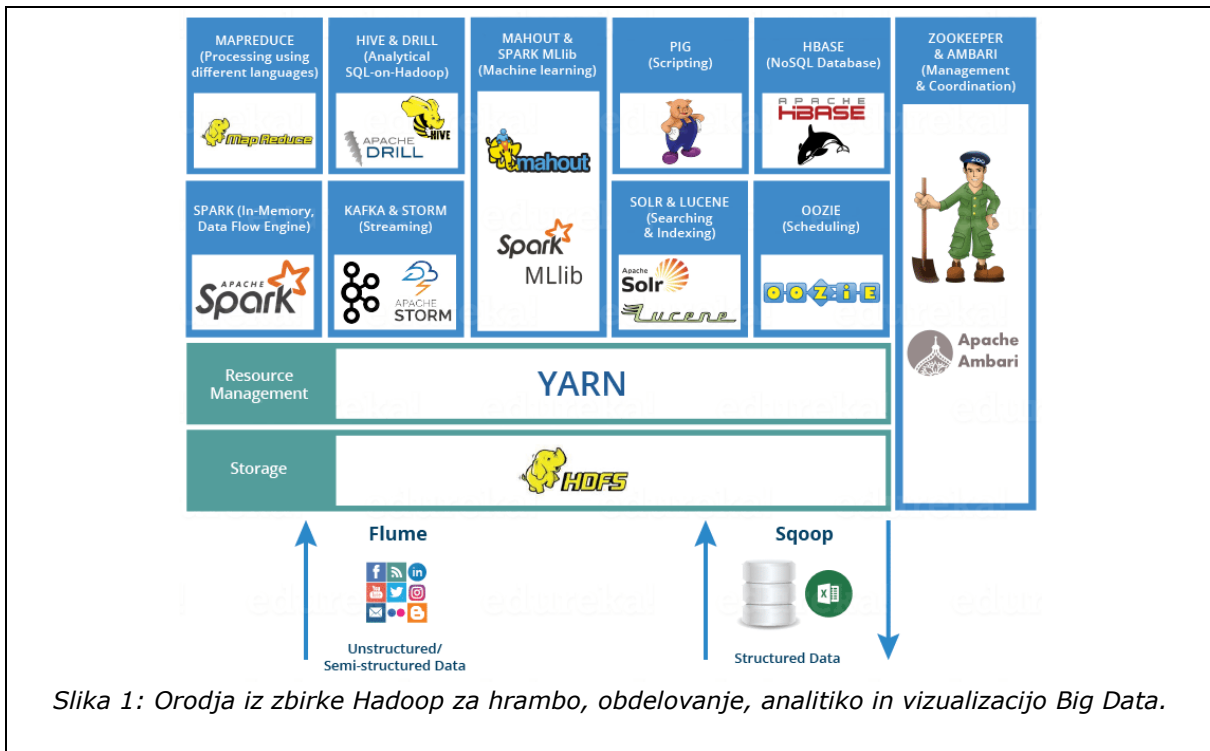 MAPREDUCE
(Processing using
different languages)
Map Reduce
HIVE & DRILL
(Analytical
SQL-on-Hadoop)
HIVE
APACHE
DRILL
MAHOUT &
SPARK MLlib
(Machine learning)
mahout
Spark
MLlib
PIG
(Scripting)
HBASE
(NoSQL Database)
APACHE
HBASE
ZOOKEEPER
& AMBARI
(Management
& Coordination)
ZOO
Apache
Ambari
SPARK (In-Memory,
Data Flow Engine)
APACHE
Spark
KAFKA & STORM
(Streaming)
APACHE
STORM
SOLR & LUCENE
(Searching
& Indexing)
Apache
Solr
Lucene
OOZIE
(Scheduling)
OOZIE
Resource
Management
YARN
Storage
HDFS
Flume
Unstructured/
Semi-structured Data
Sqoop
Structured Data
edureka!
Slika 1: Orodja iz zbirke Hadoop za hrambo, obdelovanje, analitiko in vizualizacijo Big Data.